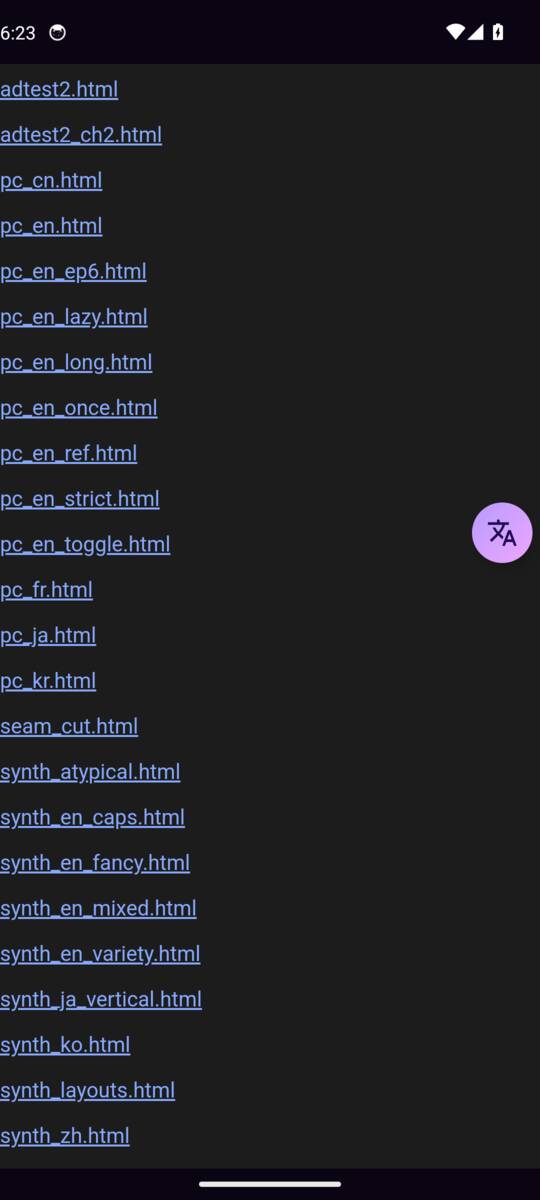 6:23
adtest2.html
adtest2_ch2.html
pc_cn.html
pc_en.html
pc_en_ep6.html
pc_en_lazy.html
pc_en_long.html
pc_en_once.html
pc_en_ref.html
pc_en_strict.html
pc_en_toggle.html
pc_fr.html
pc_ja.html
pc_kr.html
seam_cut.html
synth_atypical.html
synth_en_caps.html
synth_en_fancy.html
synth_en_mixed.html
synth_en_variety.html
synth_ja_vertical.html
synth_ko.html
synth_layouts.html
synth_zh.html